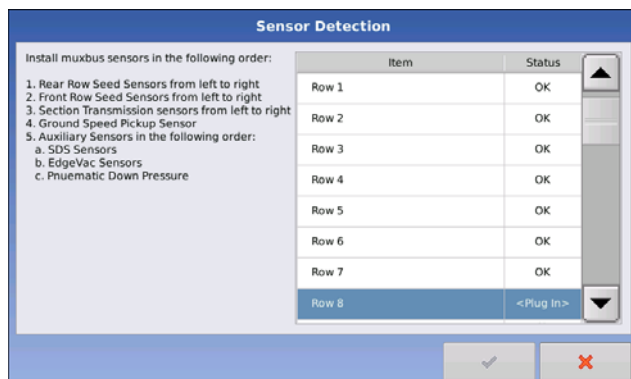 Sensor Detection
Install muxbus sensors in the following order:
1. Rear Row Seed Sensors from left to right
2. Front Row Seed Sensors from left to right
3. Section Transmission sensors from left to right
4. Ground Speed Pickup Sensor
5. Auxiliary Sensors in the following order:
a. SDS Sensors
b. EdgeVac Sensors
c. Pnuematic Down Pressure
Item Status
Row 1 OK
Row 2 OK
Row 3 OK
Row 4 OK
Row 5 OK
Row 6 OK
Row 7 OK
Row 8 <Plug In>